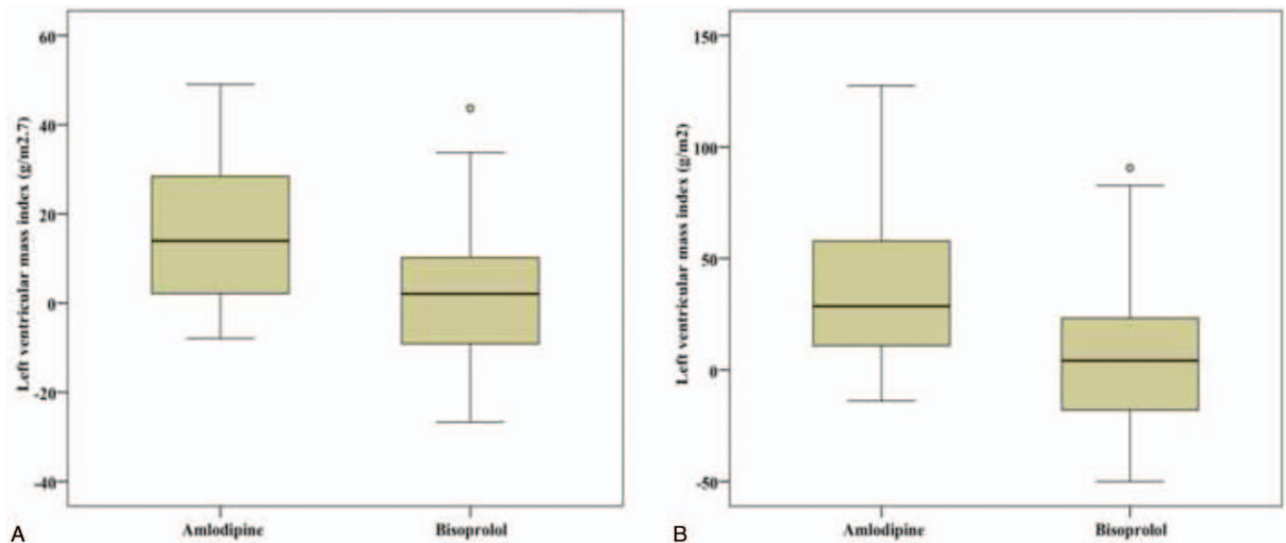 Left ventricular mass index (g/m2.7)
60
40
20
0
-20
-40
Amlodipine
Bisoprolol
A
Left ventricular mass index (g/m2)
150
100
50
0
-50
Amlodipine
Bisoprolol
B